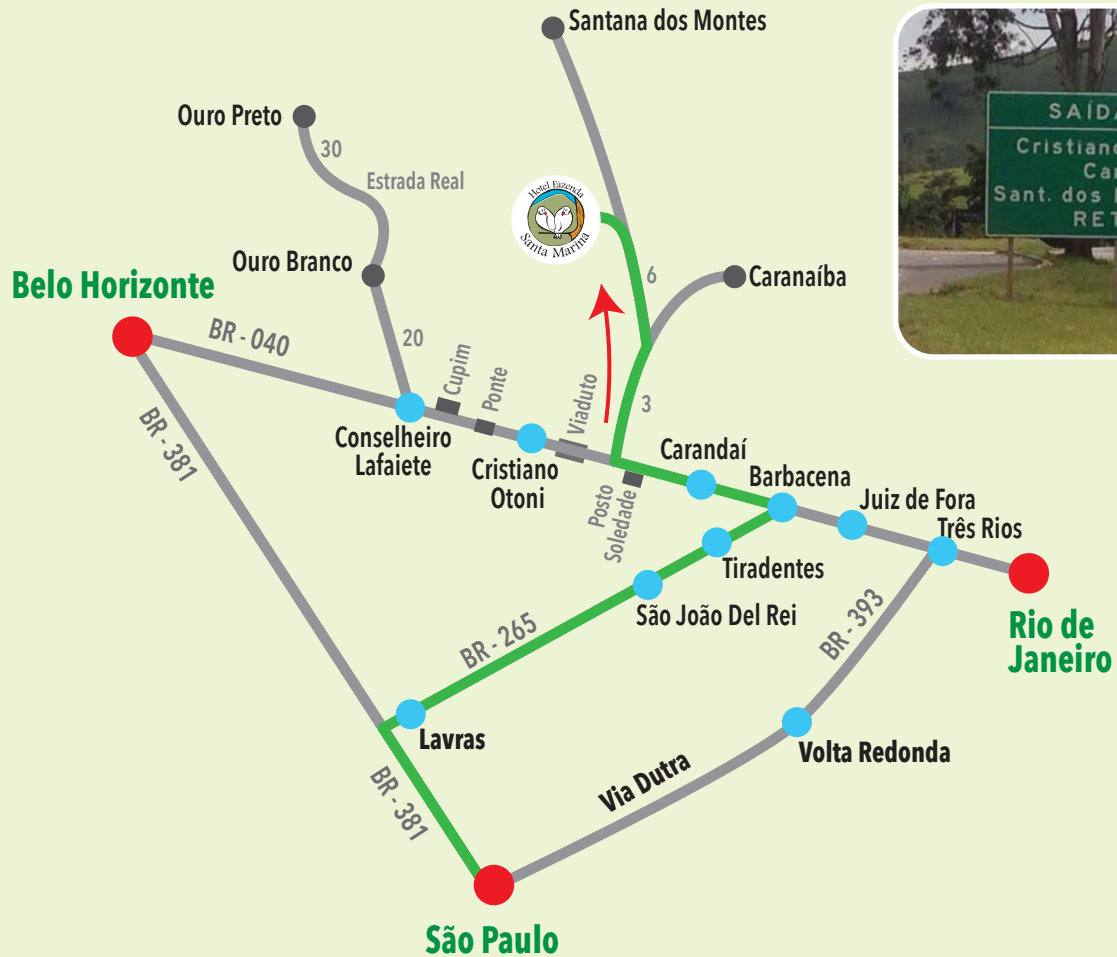 Santana dos Montes
Ouro Preto
30
Estrada Real
Hotel Fazenda
Santa Marina
SAÍDA
Cristiano
Sant. dos
Ouro Branco
6
Caranaíba
Belo Horizonte
BR - 040
20
Cupim
Ponte
Viaduto
3
BR - 381
Conselheiro
Lafaiete
Cristiano
Otoni
Posto
Soledade
Carandaí
Barbacena
Juiz de Fora
Três Rios
Tiradentes
São João Del Rei
Rio de
Janeiro
BR - 265
BR - 393
Lavras
Volta Redonda
BR - 381
Via Dutra
São Paulo